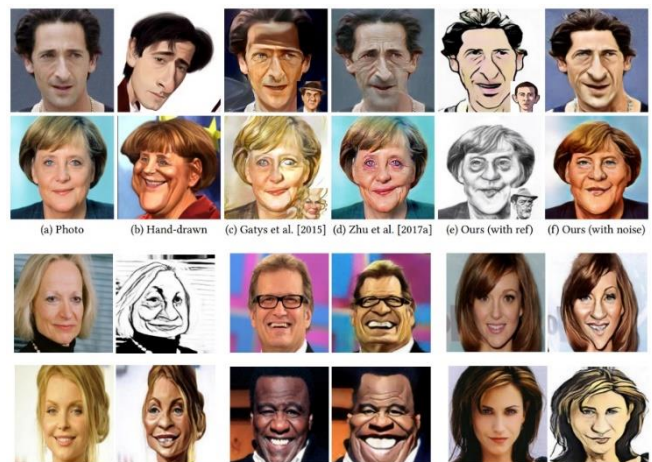 (a) Photo (b) Hand-drawn (c) Gatys et al. [2015] (d) Zhu et al. [2017a] (e) Ours (with ref) (f) Ours (with noise)